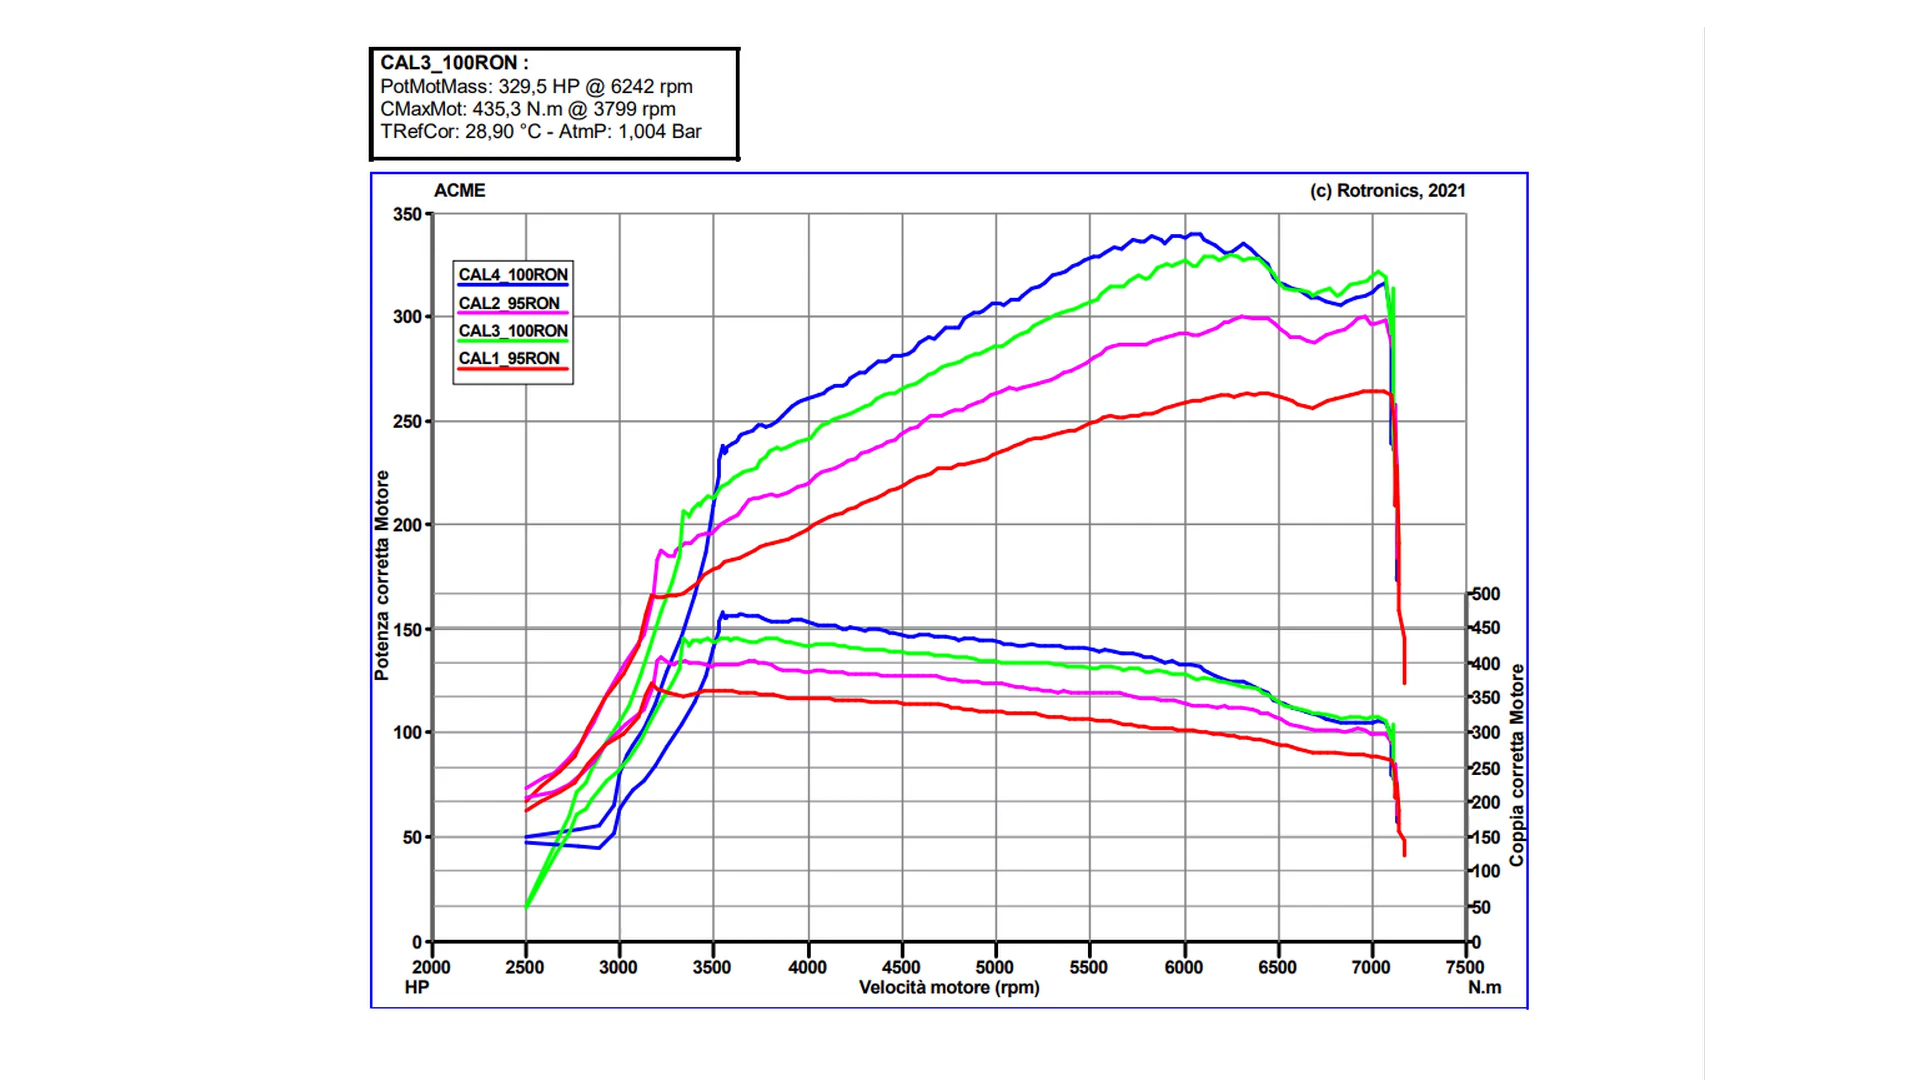 CAL3_100RON :
PotMotMass: 329,5 HP @ 6242 rpm
CMaxMot: 435,3 N.m @ 3799 rpm
TRefCor: 28,90 °C - AtmP: 1,004 Bar
ACME
(c) Rotronics, 2021
350
300
250
200
150
100
50
0
Potenza corretta Motore
CAL4_100RON
CAL2_95RON
CAL3_100RON
CAL1_95RON
500
450
400
350
300
250
200
150
100
50
0
Coppia corretta Motore
2000 2500 3000 3500 4000 4500 5000 5500 6000 6500 7000 7500
HP
Velocità motore (rpm)
N.m